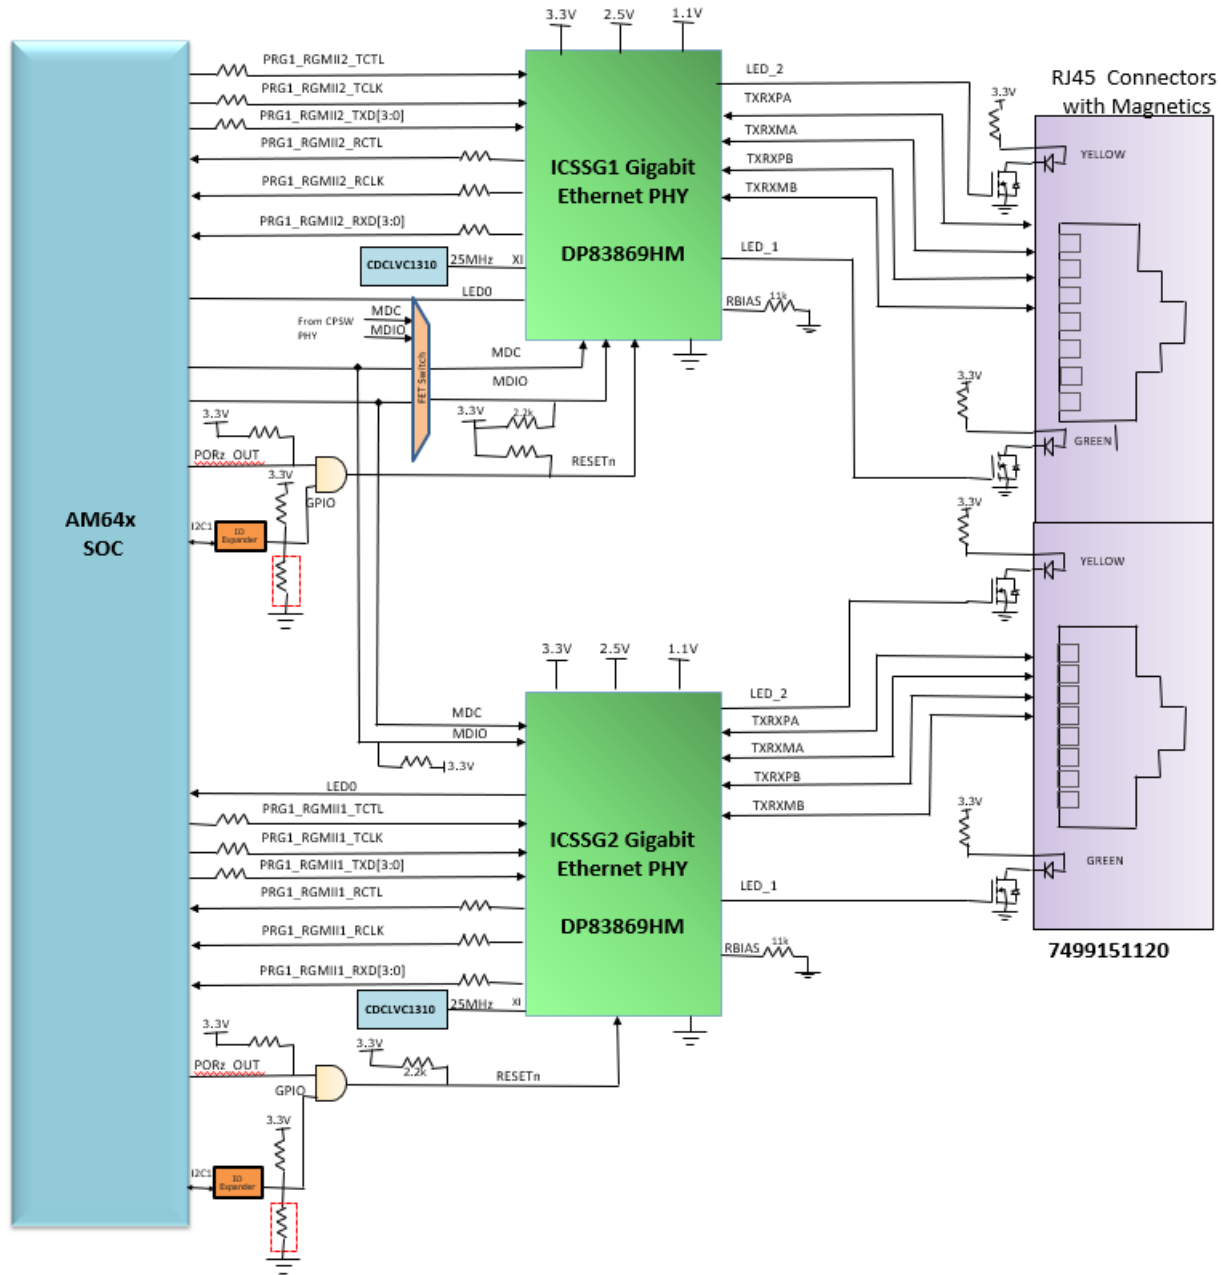 3.3V
2.5V
1.1V
PRG1_RGMII2_TCTL
PRG1_RGMII2_TCLK
PRG1_RGMII2_TXD[3:0]
PRG1_RGMII2_RCTL
PRG1_RGMII2_RCLK
PRG1_RGMII2_RXD[3:0]
CDCLVC1310
25MHz
XI
LED0
From CPSW
PHY
MDC
MDIO
FET Switch
MDC
MDIO
ICSSG1 Gigabit
Ethernet PHY
DP83869HM
LED_2
TXRXPA
TXRXMA
TXRXPB
TXRXMB
LED_1
RBIAS
11k
RJ45 Connectors
with Magnetics
3.3V
YELLOW
3.3V
GREEN
3.3V
2.2k
3.3V
PORz_OUT
RESETn
3.3V
GPIO
I2C1
IO
Expander
AM64x
SOC
3.3V
YELLOW
3.3V
2.5V
1.1V
MDC
MDIO
3.3V
LED0
PRG1_RGMII1_TCTL
PRG1_RGMII1_TCLK
PRG1_RGMII1_TXD[3:0]
PRG1_RGMII1_RCTL
PRG1_RGMII1_RCLK
PRG1_RGMII1_RXD[3:0]
CDCLVC1310
25MHz
XI
ICSSG2 Gigabit
Ethernet PHY
DP83869HM
LED_2
TXRXPA
TXRXMA
TXRXPB
TXRXMB
LED_1
RBIAS
11k
3.3V
GREEN
7499151120
3.3V
PORz_OUT
3.3V
2.2k
RESETn
GPIO
3.3V
I2C1
IO
Expander